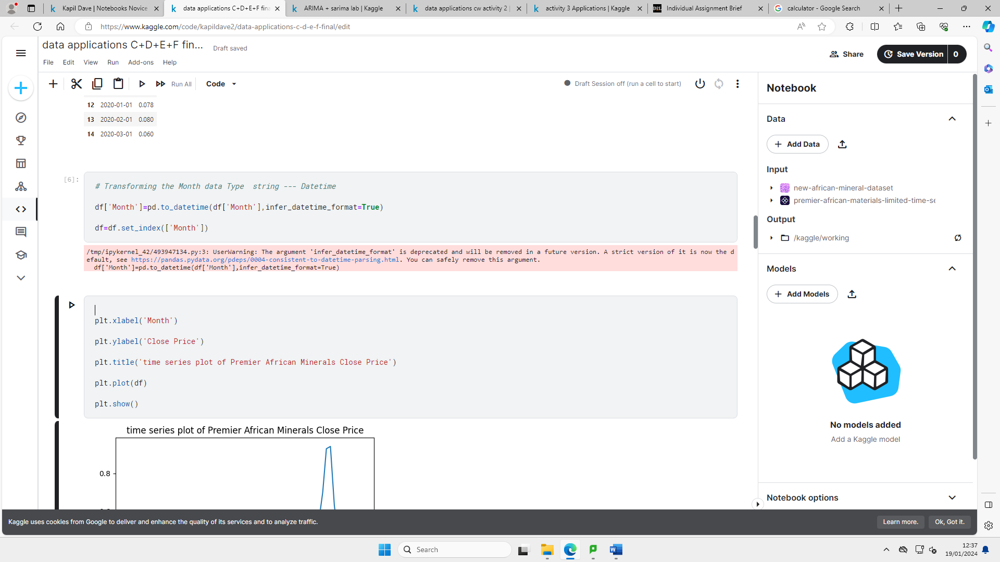 Kapil Dave | Notebooks Novice
data applications C+D+E+F fina
ARIMA + sarima lab | Kaggle
data applications cw activity 2 |
activity 3 Applications | Kaggle
D2L Individual Assignment Brief
calculator - Google Search
https://www.kaggle.com/code/kapildave2/data-applications-c-d-e-f-final/edit
data applications C+D+E+F fin...
Draft saved
Share
Save Version 0
File Edit View Run Add-ons Help
Run All
Code
Draft Session off (run a cell to start)
12 2020-01-01 0.078
13 2020-02-01 0.080
14 2020-03-01 0.060
[6]:
# Transforming the Month data Type  string --- Datetime
df['Month']=pd.to_datetime(df['Month'],infer_datetime_format=True)
df=df.set_index(['Month'])
/tmp/ipykernel_42/493947134.py:3: UserWarning: The argument 'infer_datetime_format' is deprecated and will be removed in a future version. A strict version of it is now the d
efault, see https://pandas.pydata.org/pdeps/0004-consistent-to-datetime-parsing.html. You can safely remove this argument.
df['Month']=pd.to_datetime(df['Month'],infer_datetime_format=True)
plt.xlabel('Month')
plt.ylabel('Close Price')
plt.title('time series plot of Premier African Minerals Close Price')
plt.plot(df)
plt.show()
time series plot of Premier African Minerals Close Price
0.8
Notebook
Data
Add Data
Input
new-african-mineral-dataset
premier-african-materials-limited-time-se
Output
/kaggle/working
Models
Add Models
No models added
Add a Kaggle model
Notebook options
Kaggle uses cookies from Google to deliver and enhance the quality of its services and to analyze traffic.
Learn more.
Ok, Got it.
Search
12:37
19/01/2024